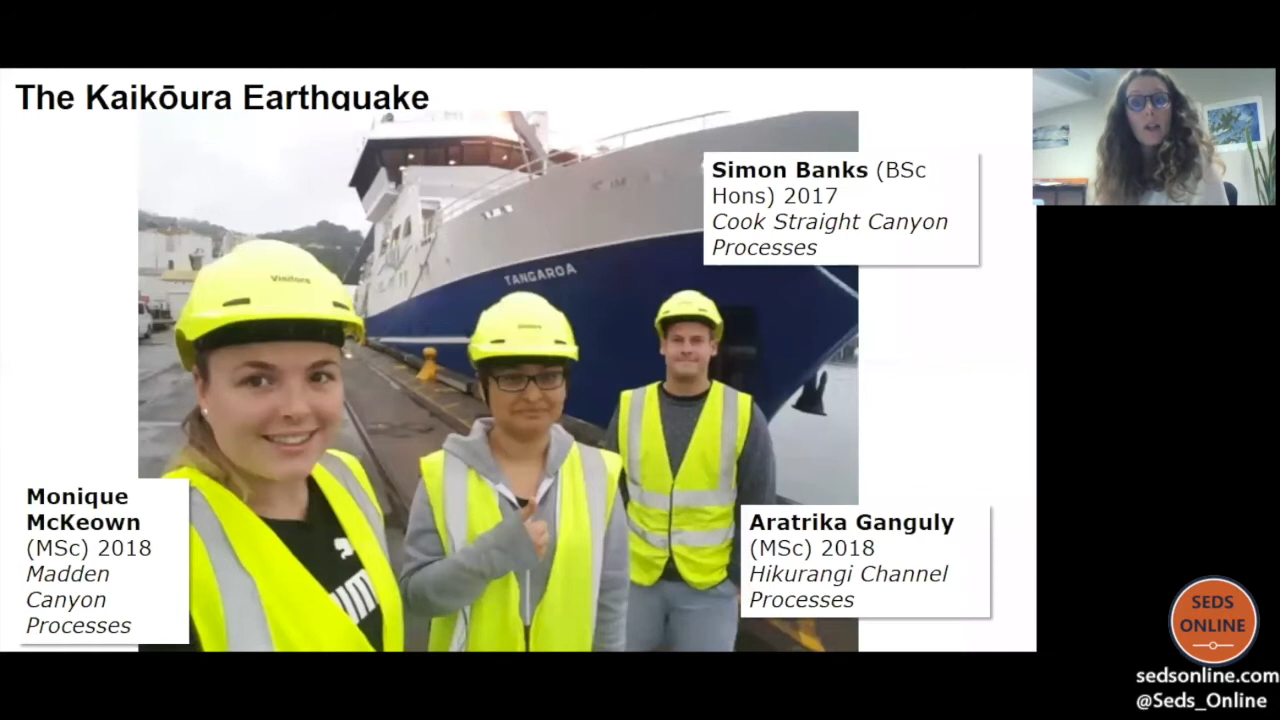 The Kaikōura Earthquake
Simon Banks (BSc
Hons) 2017
Cook Straight Canyon
Processes
TANGAROA
Visitors
Monique
McKeown
(MSc) 2018
Madden
Canyon
Processes
Aratrika Ganguly
(MSc) 2018
Hikurangi Channel
Processes
SEDS
ONLINE
sedsonline.com
@Seds_Online